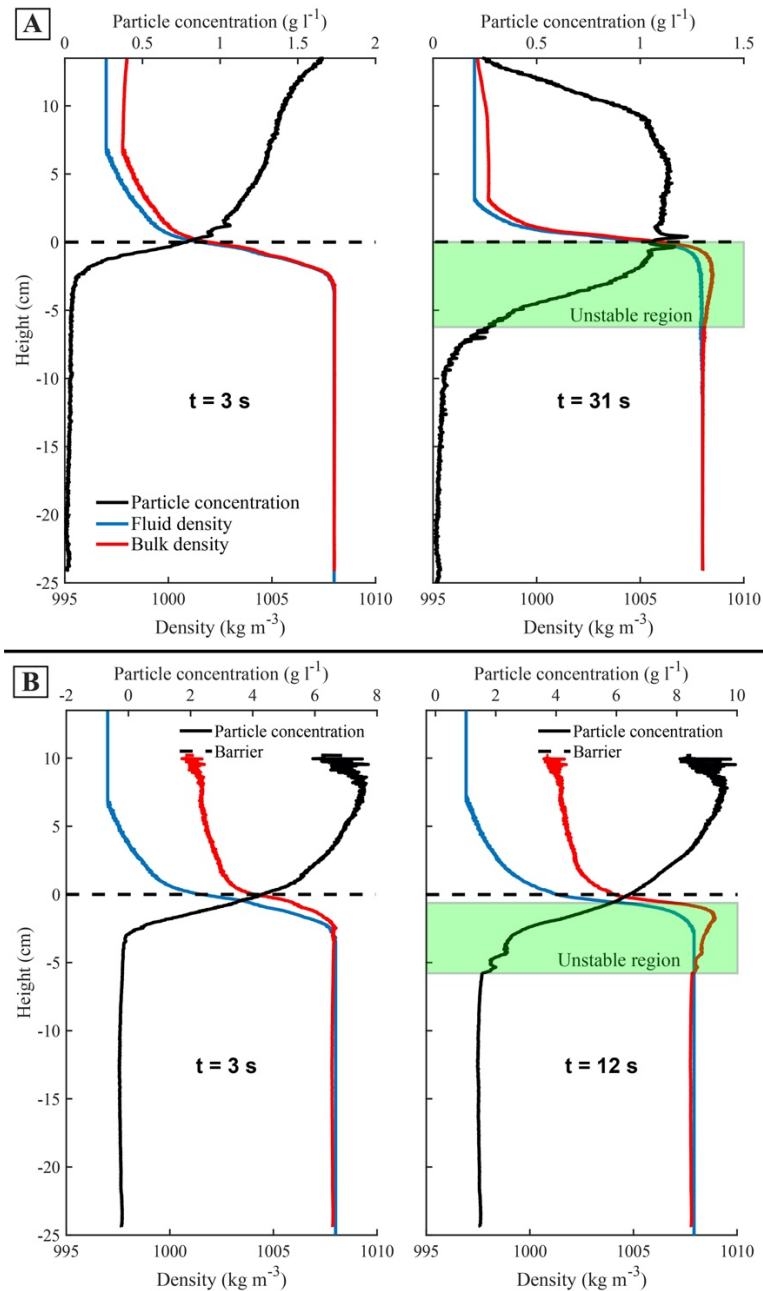 A
Particle concentration (g l⁻¹)
0 0.5 1 1.5 2
Particle concentration (g l⁻¹)
0 0.5 1 1.5
10
5
0
-5
-10
-15
-20
-25
Height (cm)
Unstable region
t = 3 s
t = 31 s
Particle concentration
Fluid density
Bulk density
995 1000 1005 1010
Density (kg m⁻³)
995 1000 1005 1010
Density (kg m⁻³)
B
Particle concentration (g l⁻¹)
-2 0 2 4 6 8
Particle concentration (g l⁻¹)
0 2 4 6 8 10
Particle concentration
Barrier
Particle concentration
Barrier
10
5
0
-5
-10
-15
-20
-25
Height (cm)
Unstable region
t = 3 s
t = 12 s
995 1000 1005 1010
Density (kg m⁻³)
995 1000 1005 1010
Density (kg m⁻³)